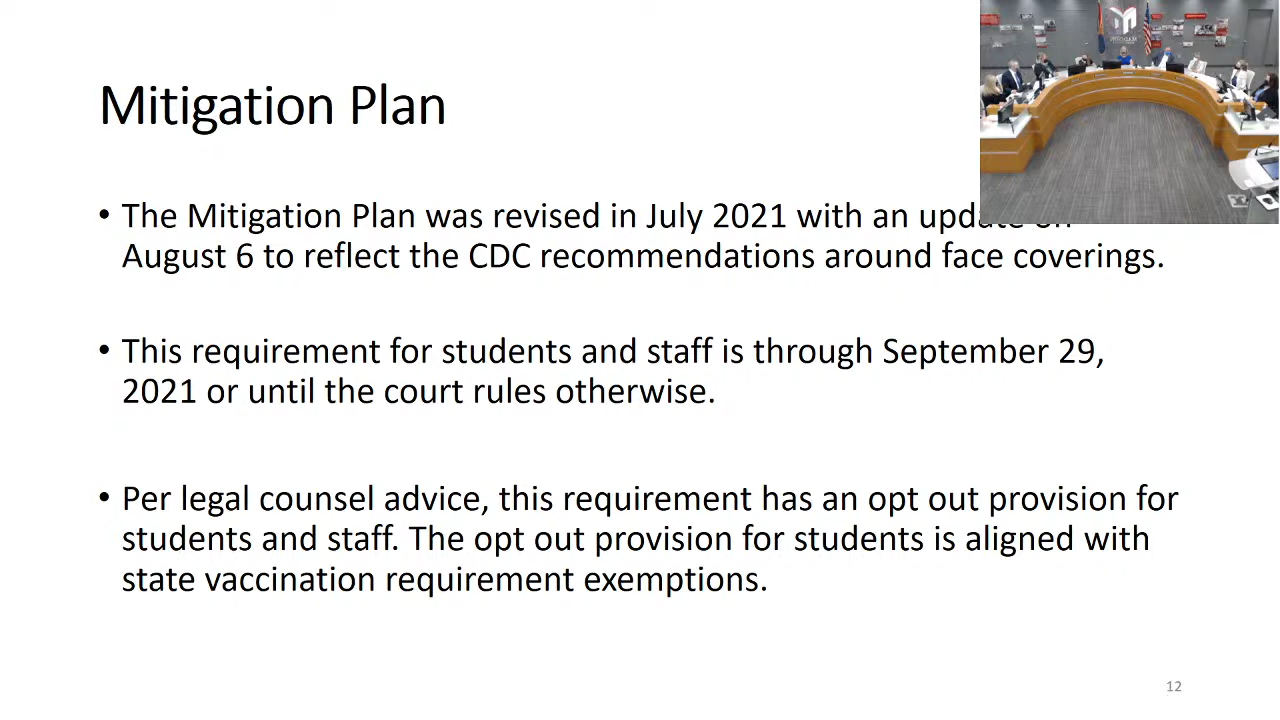 Mitigation Plan
• The Mitigation Plan was revised in July 2021 with an update on
August 6 to reflect the CDC recommendations around face coverings.
• This requirement for students and staff is through September 29,
2021 or until the court rules otherwise.
• Per legal counsel advice, this requirement has an opt out provision for
students and staff. The opt out provision for students is aligned with
state vaccination requirement exemptions.
12